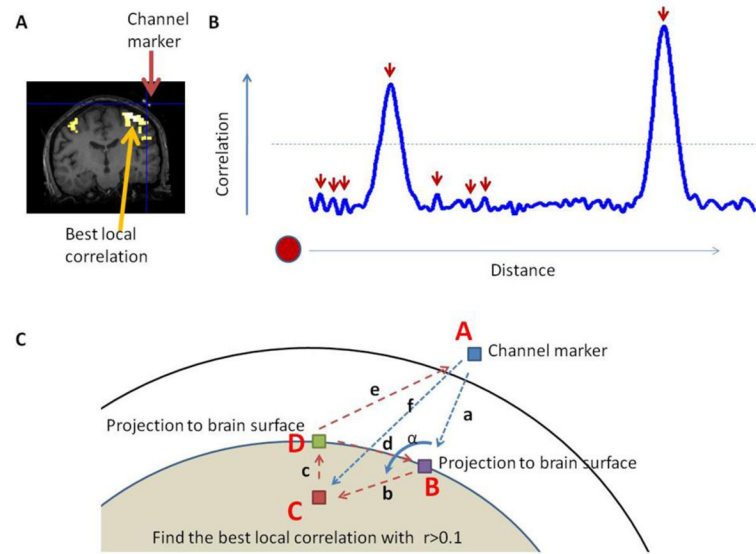 A
Channel
marker
Best local
correlation
B
Correlation
Distance
C
A
Channel marker
e
f
a
Projection to brain surface
D
d
α
Projection to brain surface
B
c
b
C
Find the best local correlation with r>0.1